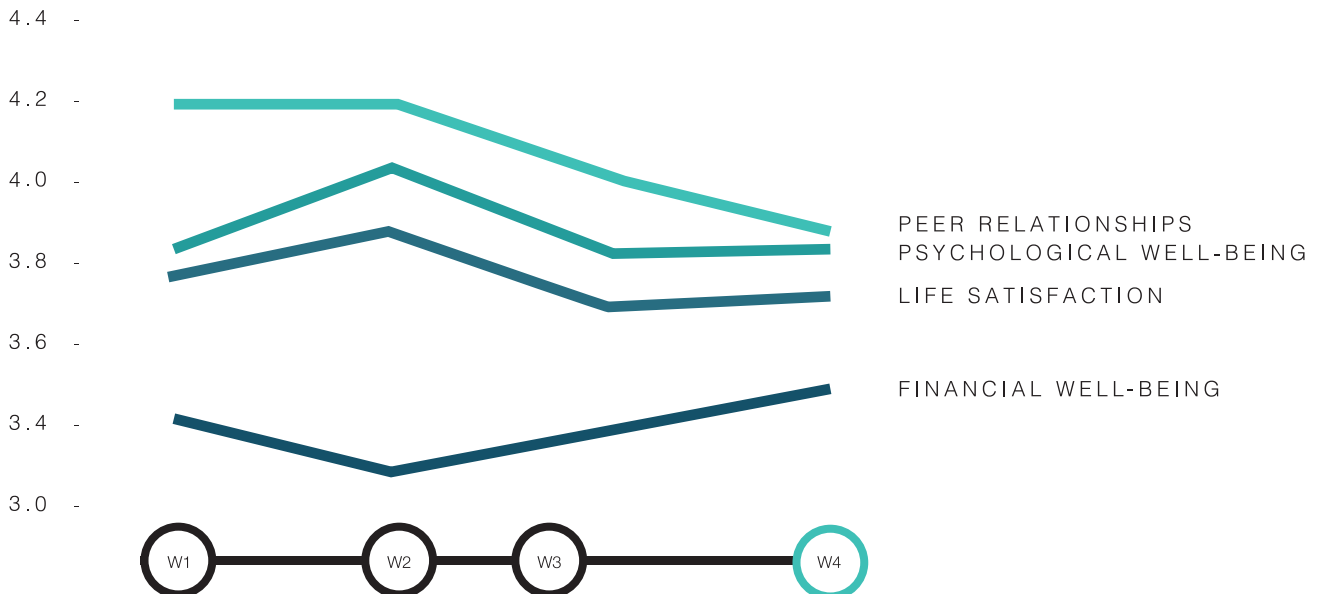 4.4 -
4.2 -
4.0 -
3.8 -
3.6 -
3.4 -
3.0 -
PEER RELATIONSHIPS
PSYCHOLOGICAL WELL-BEING
LIFE SATISFACTION
FINANCIAL WELL-BEING
W1 W2 W3 W4